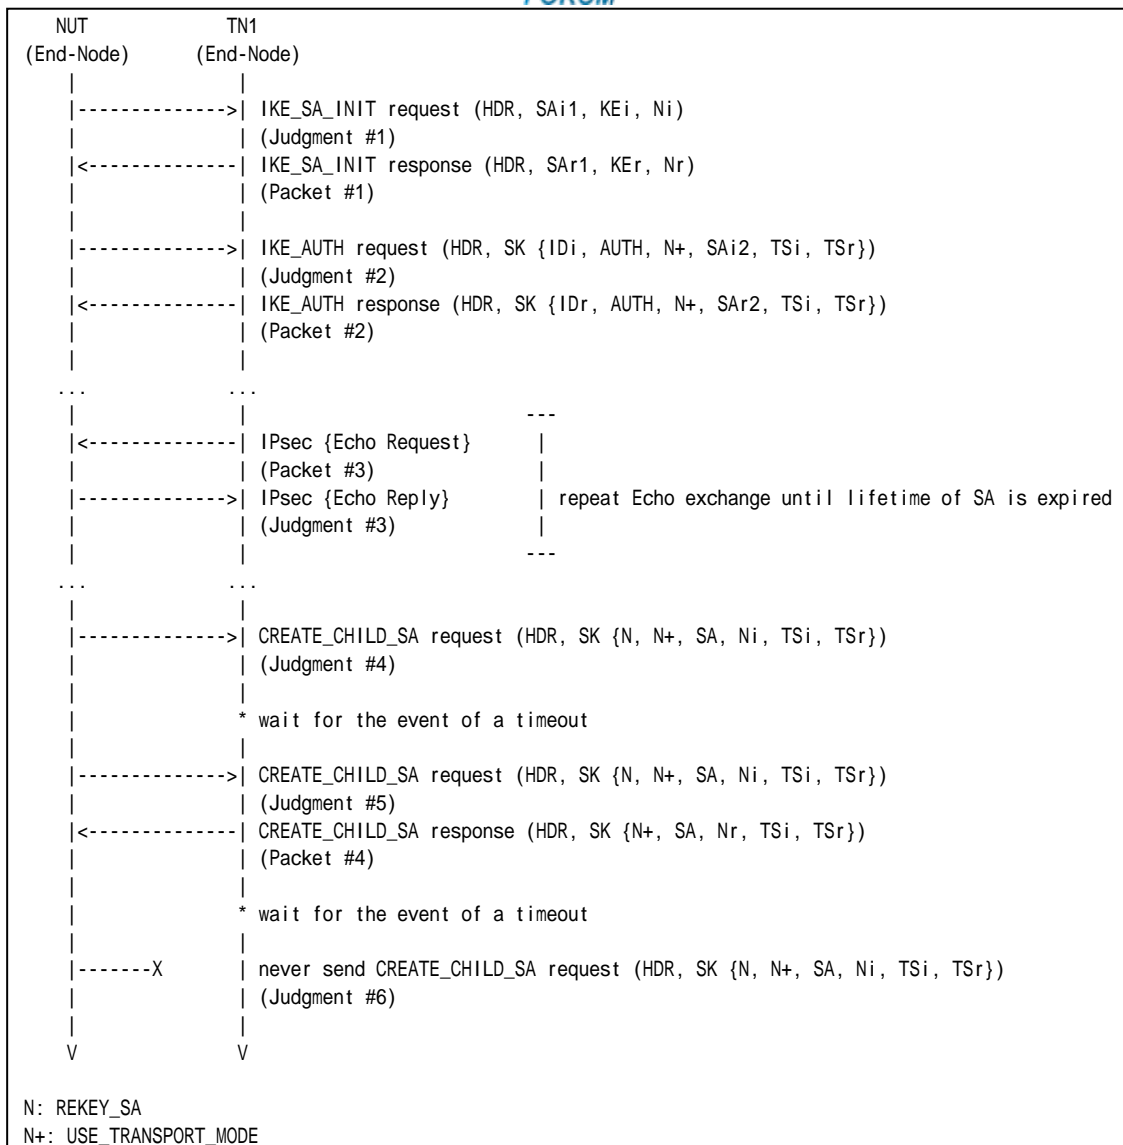 FORUM
NUT TN1
(End-Node) (End-Node)
| |
|-------------->| IKE_SA_INIT request (HDR, SAi1, KEi, Ni)
| | (Judgment #1)
|<--------------| IKE_SA_INIT response (HDR, SAr1, KEr, Nr)
| | (Packet #1)
| |
|-------------->| IKE_AUTH request (HDR, SK {IDi, AUTH, N+, SAi2, TSi, TSr})
| | (Judgment #2)
|<--------------| IKE_AUTH response (HDR, SK {IDr, AUTH, N+, SAr2, TSi, TSr})
| | (Packet #2)
| |
... ...
| | ---
|<--------------| IPsec {Echo Request} |
| | (Packet #3) |
|-------------->| IPsec {Echo Reply} | repeat Echo exchange until lifetime of SA is expired
| | (Judgment #3) |
| | ---
... ...
| |
|-------------->| CREATE_CHILD_SA request (HDR, SK {N, N+, SA, Ni, TSi, TSr})
| | (Judgment #4)
| |
| * wait for the event of a timeout
| |
|-------------->| CREATE_CHILD_SA request (HDR, SK {N, N+, SA, Ni, TSi, TSr})
| | (Judgment #5)
|<--------------| CREATE_CHILD_SA response (HDR, SK {N+, SA, Nr, TSi, TSr})
| | (Packet #4)
| |
| * wait for the event of a timeout
| |
|-------X | never send CREATE_CHILD_SA request (HDR, SK {N, N+, SA, Ni, TSi, TSr})
| | (Judgment #6)
| |
V V
N: REKEY_SA
N+: USE_TRANSPORT_MODE